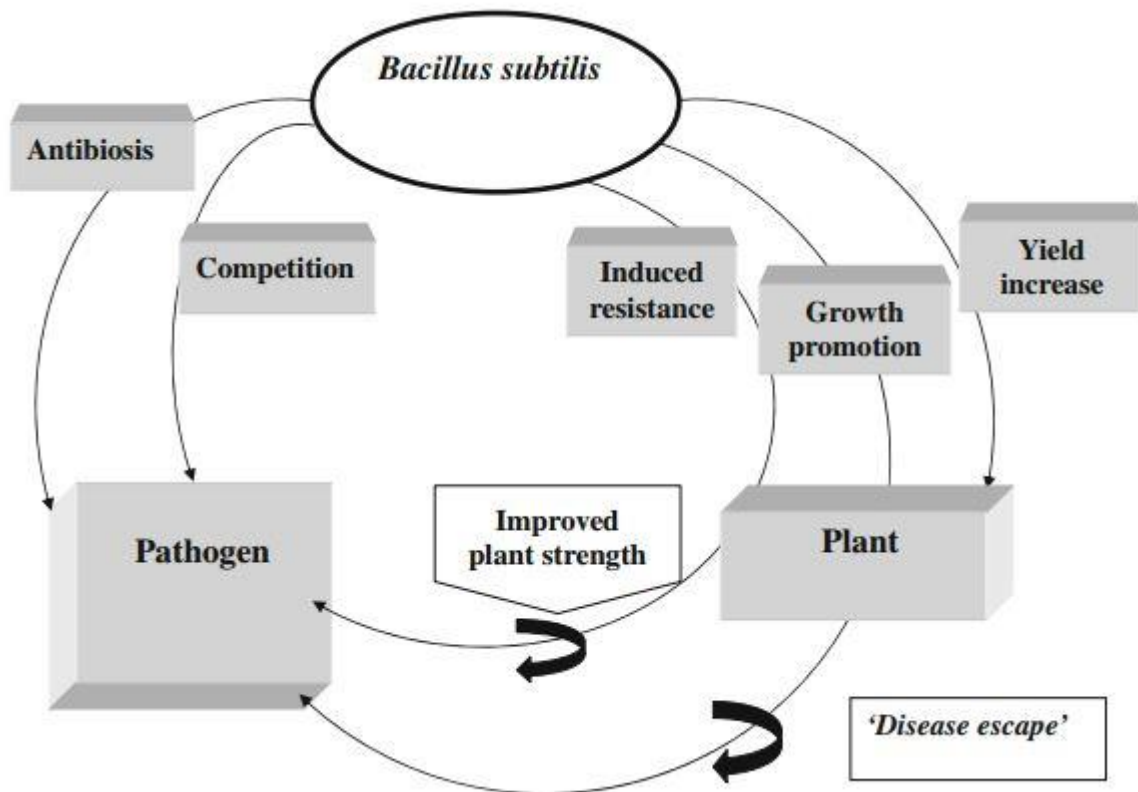 Bacillus subtilis
Antibiosis
Competition
Induced
resistance
Growth
promotion
Yield
increase
Pathogen
Improved
plant strength
Plant
‘Disease escape’